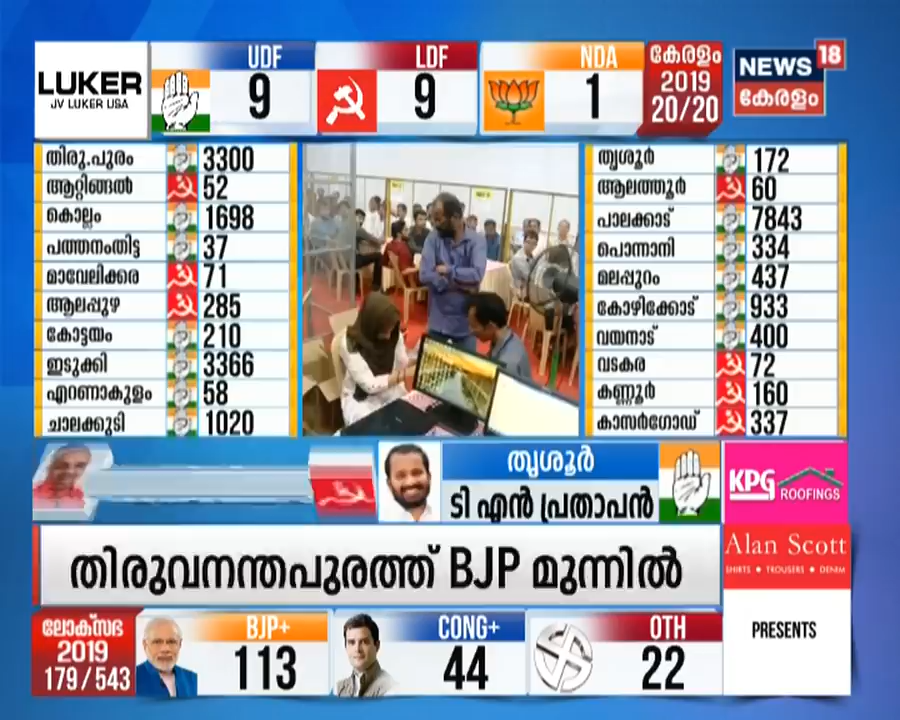 LUKER
JV LUKER USA
UDF
9
LDF
9
NDA
1
കേരളം
2019
20/20
NEWS 18
കേരളം
തിരു.പുരം 3300
ആറ്റിങ്ങൽ 52
കൊല്ലം 1698
പത്തനംതിട്ട 37
മാവേലിക്കര 71
ആലപ്പുഴ 285
കോട്ടയം 210
ഇടുക്കി 3366
എറണാകുളം 58
ചാലക്കുടി 1020
തൃശൂർ 172
ആലത്തൂർ 60
പാലക്കാട് 7843
പൊന്നാനി 334
മലപ്പുറം 437
കോഴിക്കോട് 933
വയനാട് 400
വടകര 72
കണ്ണൂർ 160
കാസർഗോഡ് 337
തൃശൂർ
ടി എൻ പ്രതാപൻ
KPG
ROOFINGS
തിരുവനന്തപുരത്ത് BJP മുന്നിൽ
Alan Scott
SHIRTS • TROUSERS • DENIM
PRESENTS
ലോക്സഭ
2019
179/543
BJP+
113
CONG+
44
OTH
22